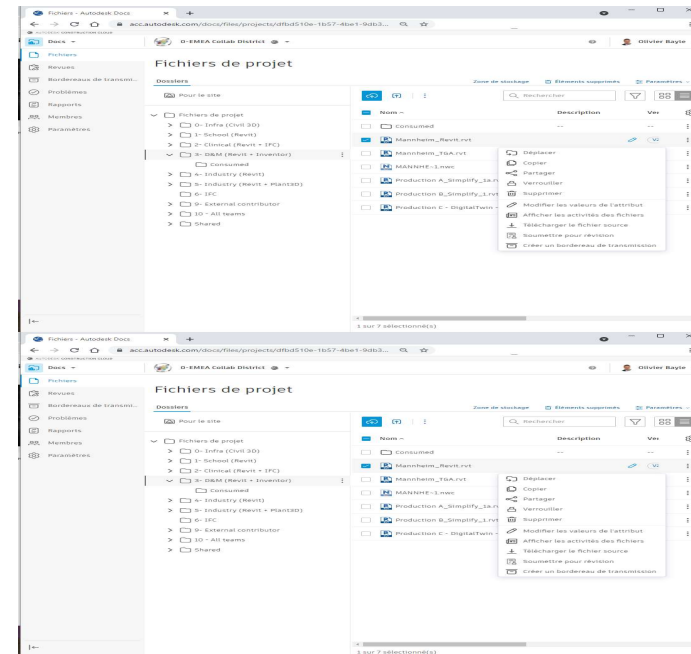 Fichiers - Autodesk Docs
acc.autodesk.com/docs/files/projects/dfbd510e-1b57-4be1-9db3...
AUTODESK CONSTRUCTION CLOUD
Docs
0-EMEA Collab District
Olivier Bayle
Fichiers
Revues
Bordereaux de transmi...
Problèmes
Rapports
Membres
Paramètres
Fichiers de projet
Dossiers
Zone de stockage
Éléments supprimés
Paramètres
Pour le site
Rechercher
Fichiers de projet
0- Infra (Civil 3D)
1- School (Revit)
2- Clinical (Revit + IFC)
3- D&M (Revit + Inventor)
Consumed
4- Industry (Revit)
5- Industry (Revit + Plant3D)
6- IFC
9- External contributor
10 - All teams
Shared
Nom
Description
Ver
Consumed
--
--
Mannheim_Revit.rvt
Mannheim_TGA.rvt
MANNHE~1.nwc
Production A_Simplify_1a.rv
Production B_Simplify_1.rvt
Production C - DigitalTwin -
Déplacer
Copier
Partager
Verrouiller
Supprimer
Modifier les valeurs de l'attribut
Afficher les activités des fichiers
Télécharger le fichier source
Soumettre pour révision
Créer un bordereau de transmission
1 sur 7 sélectionné(s)
Fichiers - Autodesk Docs
acc.autodesk.com/docs/files/projects/dfbd510e-1b57-4be1-9db3...
AUTODESK CONSTRUCTION CLOUD
Docs
0-EMEA Collab District
Olivier Bayle
Fichiers
Revues
Bordereaux de transmi...
Problèmes
Rapports
Membres
Paramètres
Fichiers de projet
Dossiers
Zone de stockage
Éléments supprimés
Paramètres
Pour le site
Rechercher
Fichiers de projet
0- Infra (Civil 3D)
1- School (Revit)
2- Clinical (Revit + IFC)
3- D&M (Revit + Inventor)
Consumed
4- Industry (Revit)
5- Industry (Revit + Plant3D)
6- IFC
9- External contributor
10 - All teams
Shared
Nom
Description
Ver
Consumed
--
--
Mannheim_Revit.rvt
Mannheim_TGA.rvt
MANNHE~1.nwc
Production A_Simplify_1a.rv
Production B_Simplify_1.rvt
Production C - DigitalTwin -
Déplacer
Copier
Partager
Verrouiller
Supprimer
Modifier les valeurs de l'attribut
Afficher les activités des fichiers
Télécharger le fichier source
Soumettre pour révision
Créer un bordereau de transmission
1 sur 7 sélectionné(s)